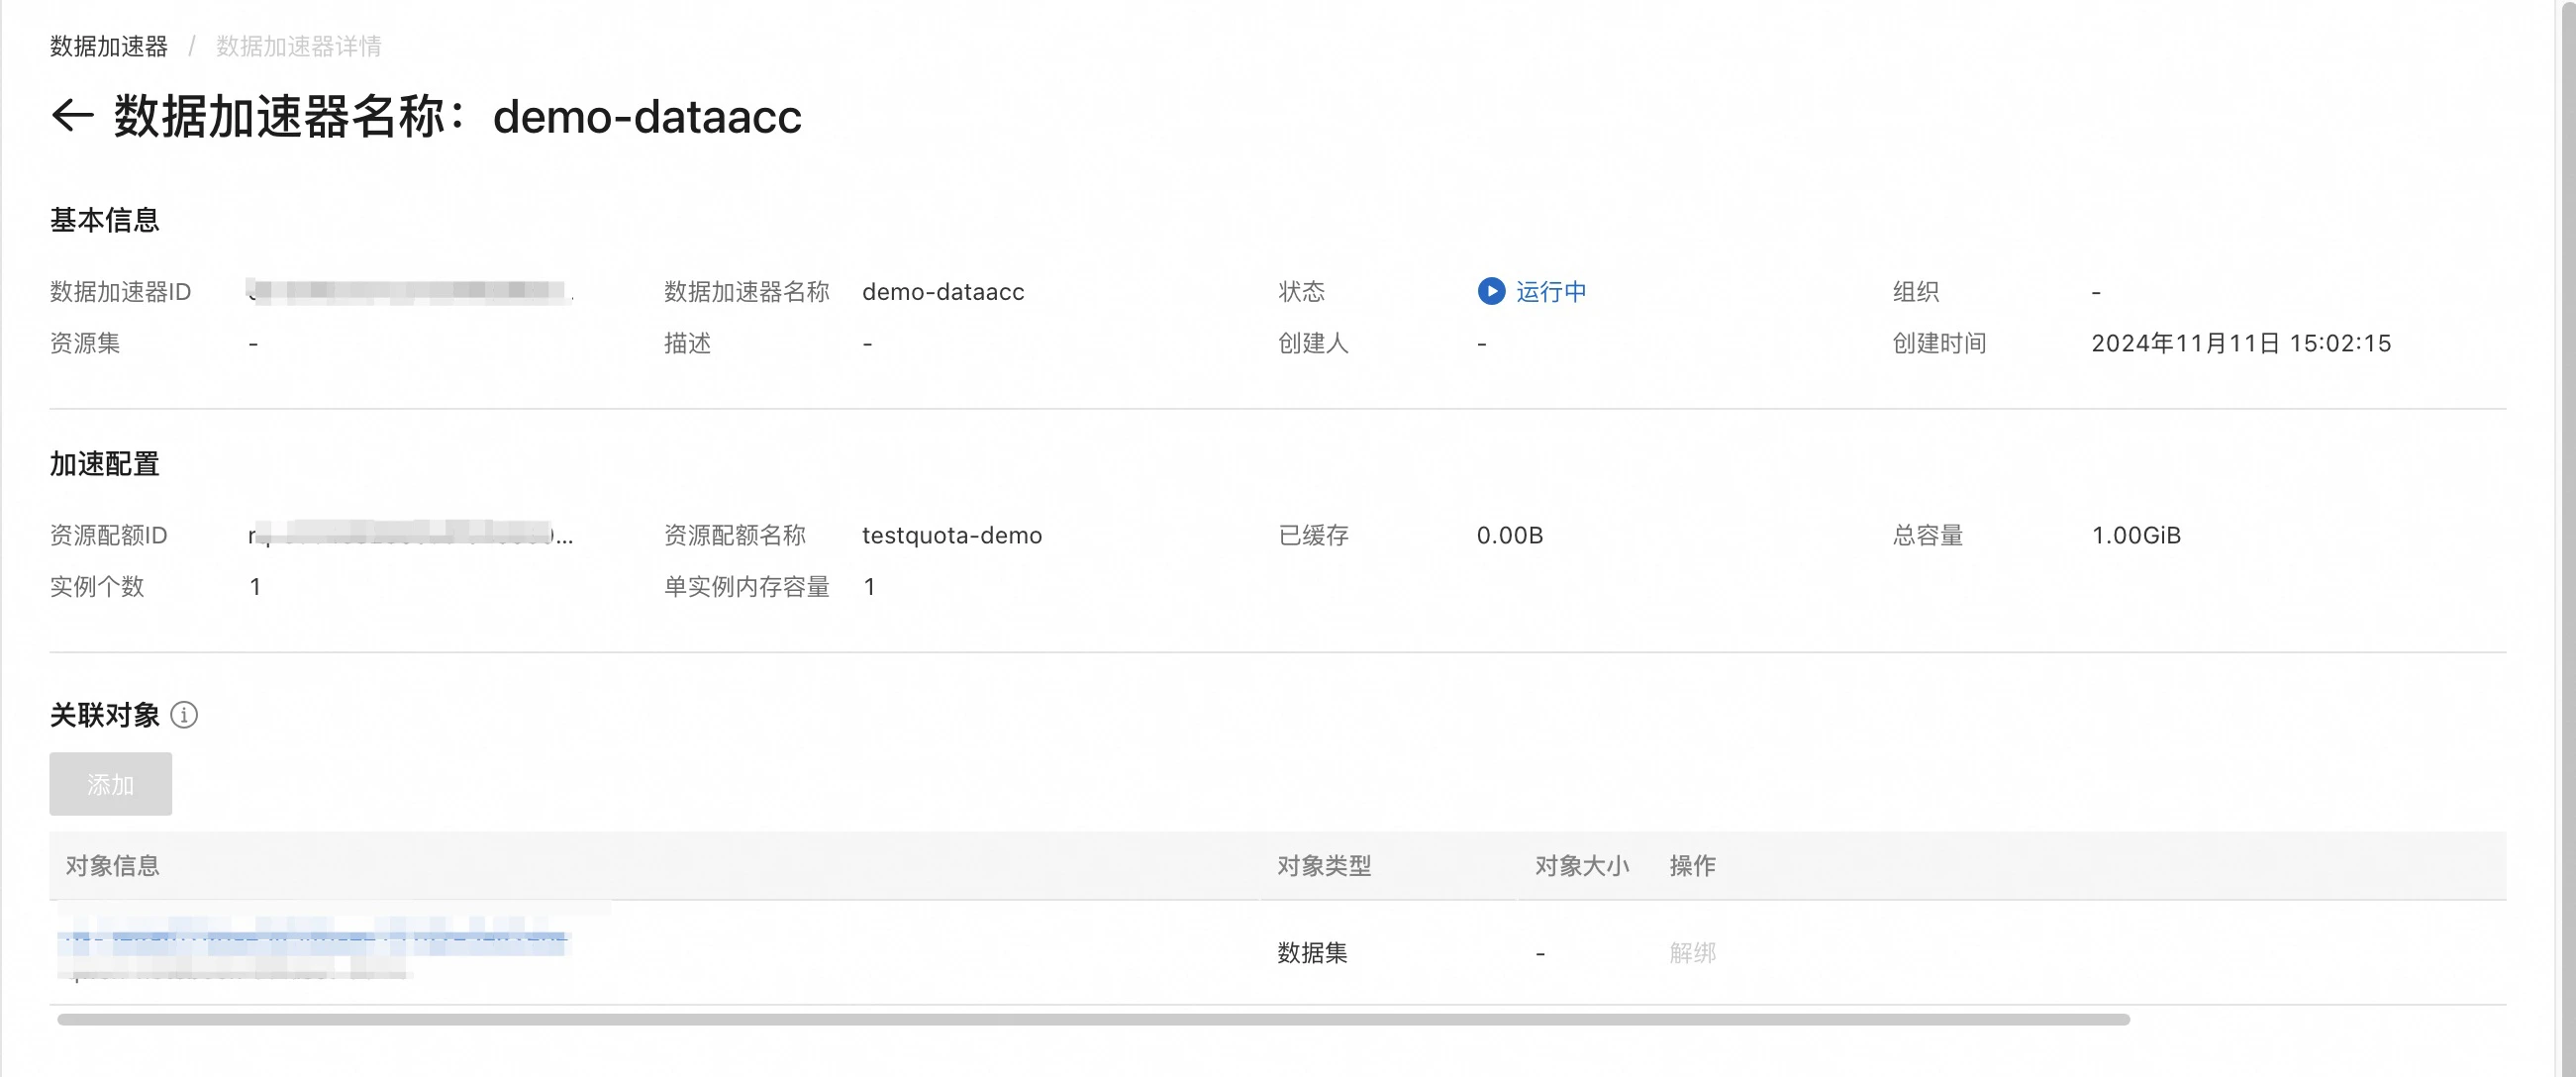 数据加速器 / 数据加速器详情
数据加速器名称：demo-dataacc
基本信息
数据加速器ID 数据加速器名称 demo-dataacc 状态 运行中 组织 -
资源集 - 描述 - 创建人 - 创建时间 2024年11月11日 15:02:15
加速配置
资源配额ID 资源配额名称 testquota-demo 已缓存 0.00B 总容量 1.00GiB
实例个数 1 单实例内存容量 1
关联对象
添加
对象信息 对象类型 对象大小 操作
数据集 - 解绑